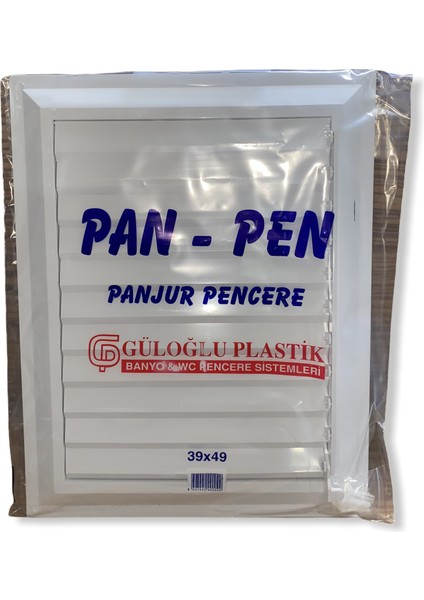 PAN - PEN
PANJUR PENCERE
GÜLOĞLU PLASTİK
BANYO & WC PENCERE SİSTEMLERİ
39x49